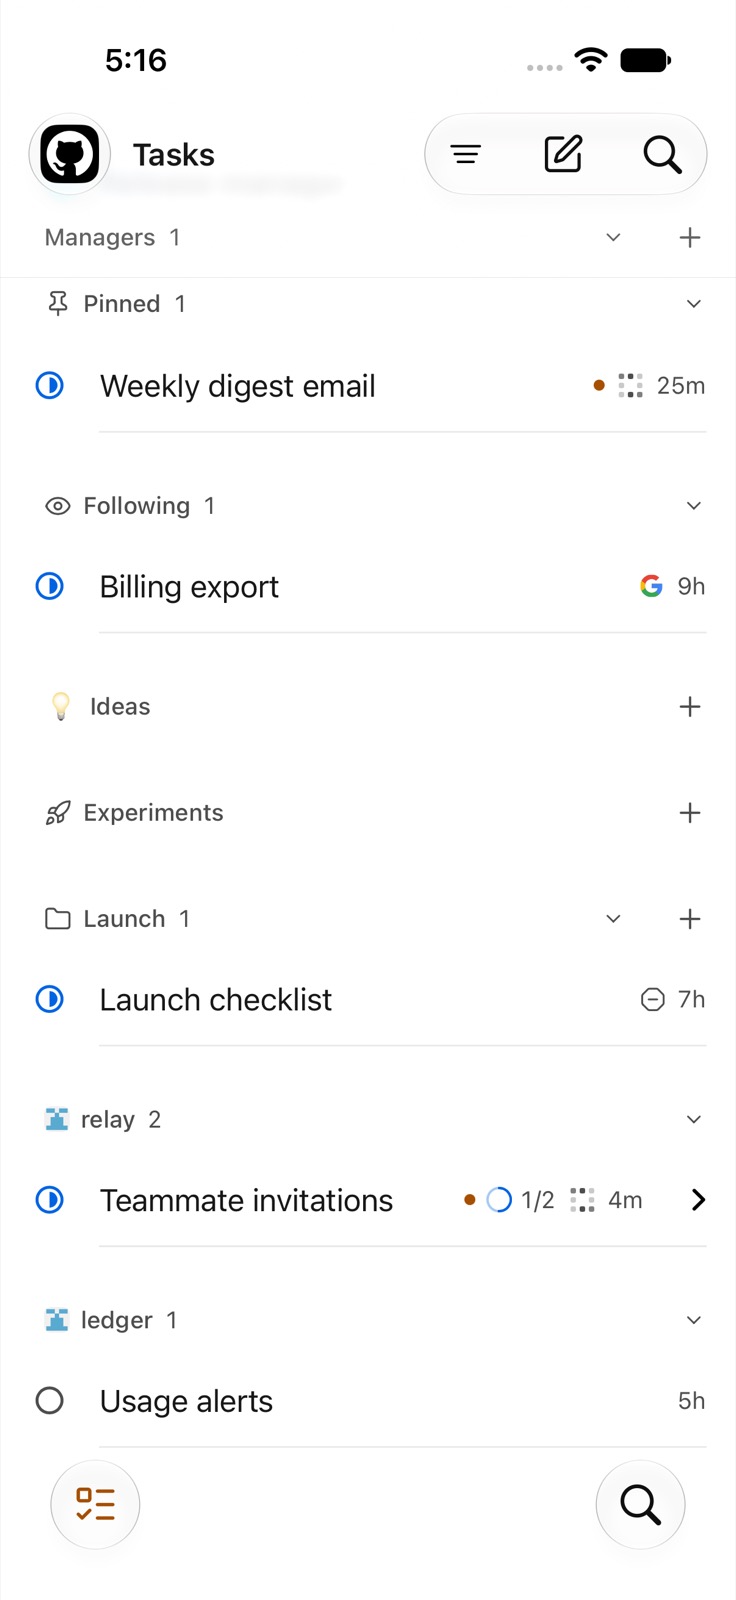 5:16
Tasks
Managers 1
Pinned 1
Weekly digest email 25m
Following 1
Billing export 9h
Ideas
Experiments
Launch 1
Launch checklist 7h
relay 2
Teammate invitations 1/2 4m
ledger 1
Usage alerts 5h